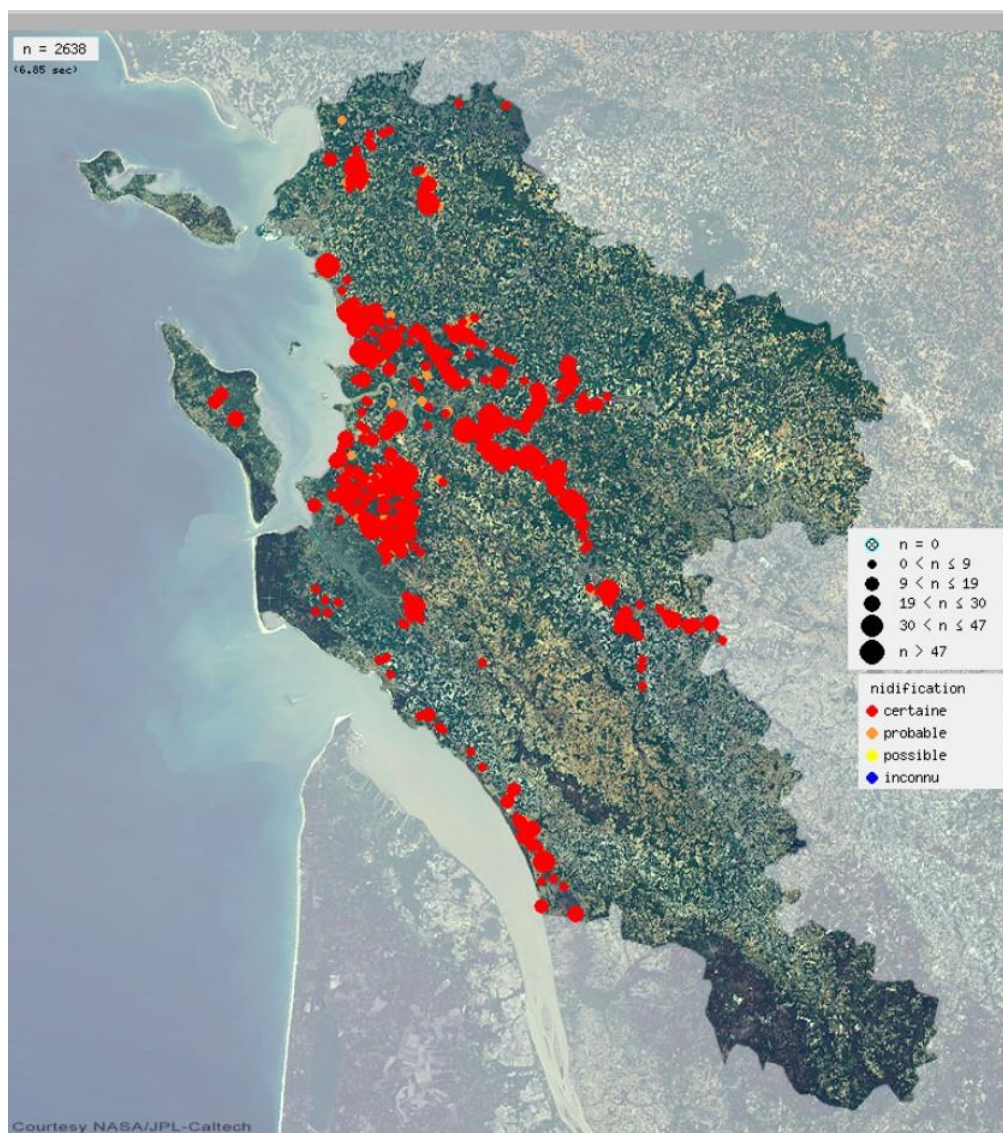 n = 2638
(6.85 sec)
n = 0
0 < n ≤ 9
9 < n ≤ 19
19 < n ≤ 30
30 < n ≤ 47
n > 47
nidification
certaine
probable
possible
inconnu
Courtesy NASA/JPL-Caltech